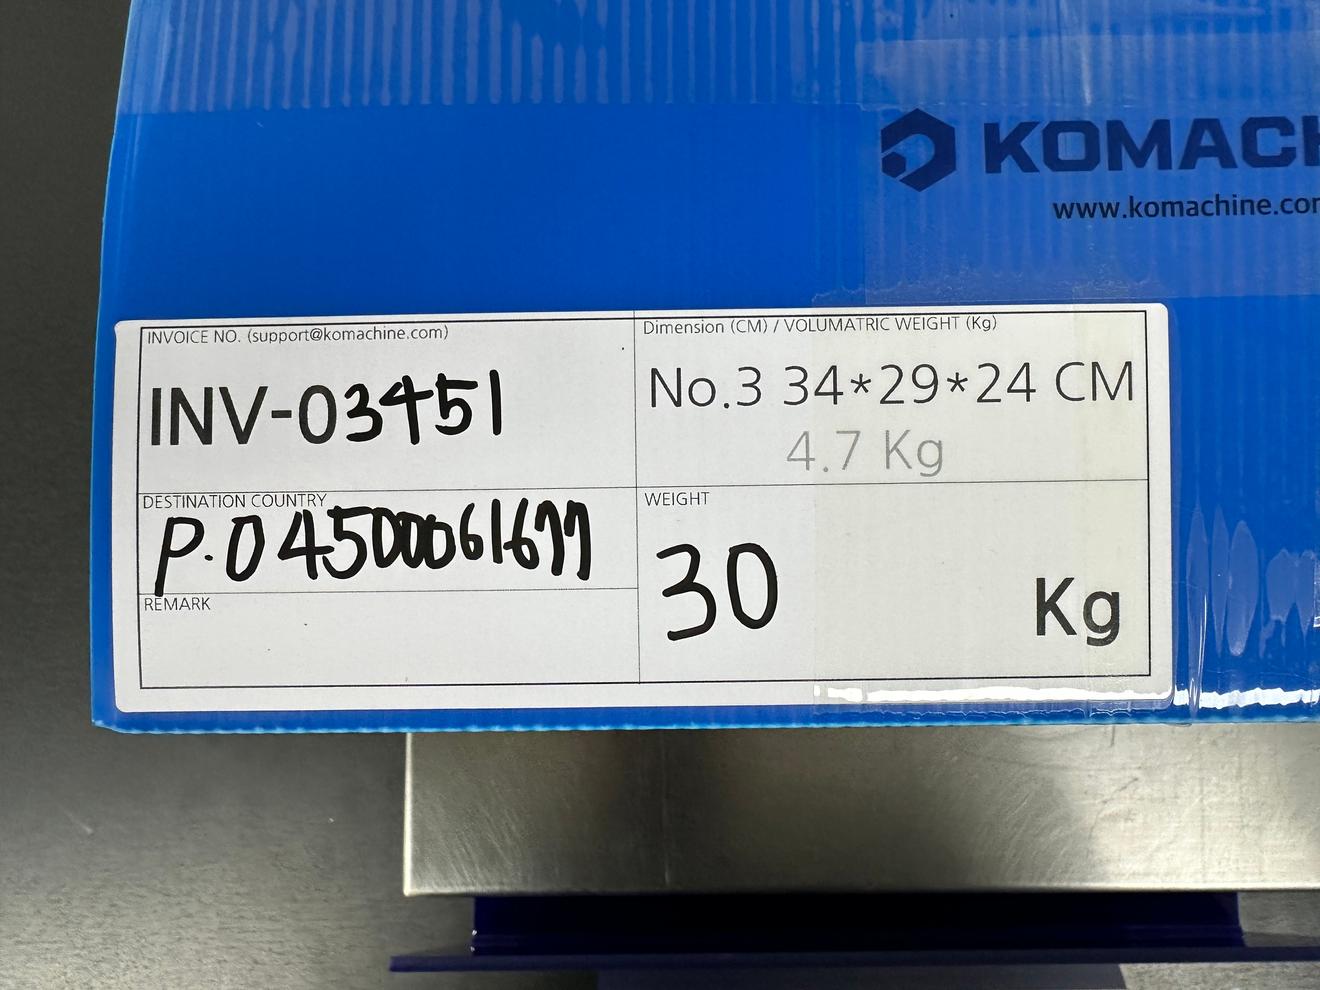 KOMACH
www.komachine.com
INVOICE NO. (support@komachine.com)
INV-03451
Dimension (CM) / VOLUMATRIC WEIGHT (Kg)
No.3 34*29*24 CM
4.7 Kg
DESTINATION COUNTRY
P.O 4500061677
WEIGHT
30 Kg
REMARK